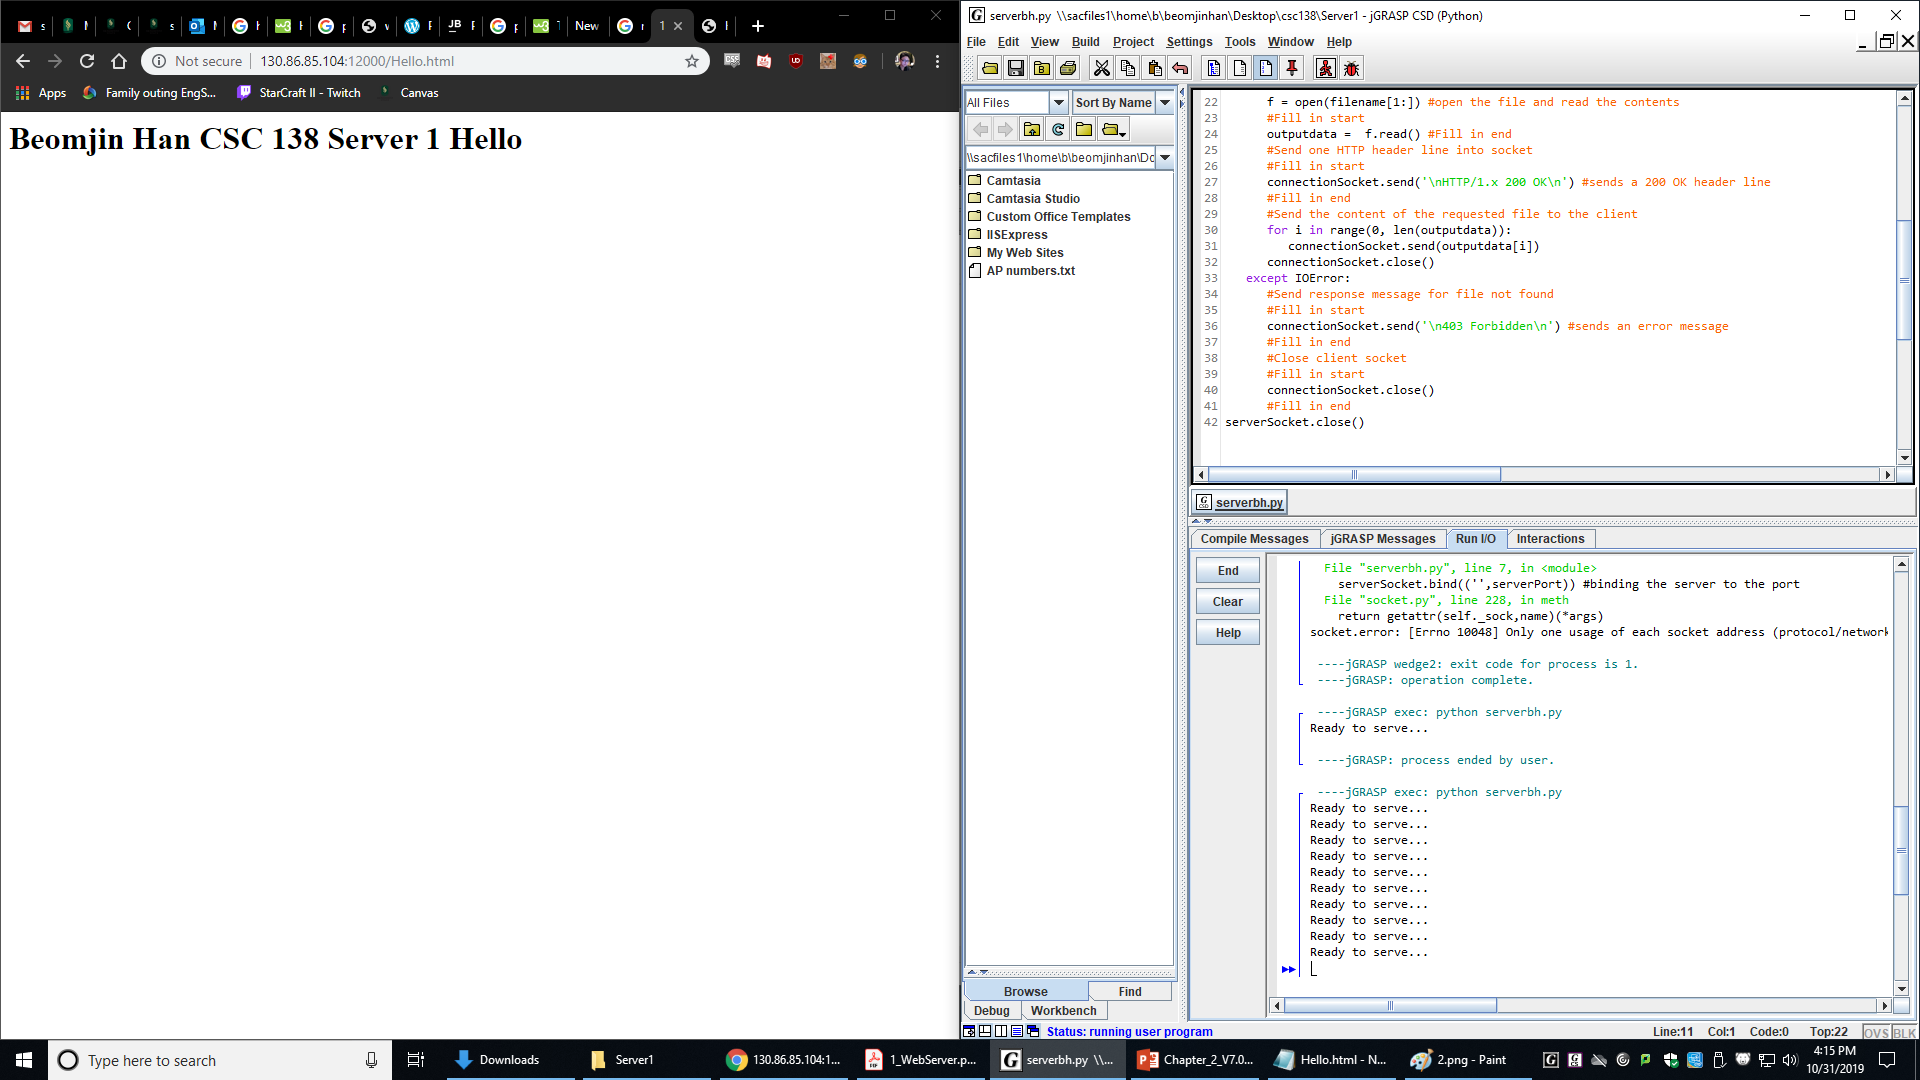 New
1
Not secure
130.86.85.104:12000/Hello.html
Apps
Family outing EngS...
StarCraft II - Twitch
Canvas
Beomjin Han CSC 138 Server 1 Hello
serverbh.py \\sacfiles1\home\b\beomjinhan\Desktop\csc138\Server1 - jGRASP CSD (Python)
File Edit View Build Project Settings Tools Window Help
All Files
Sort By Name
\\sacfiles1\home\b\beomjinhan\Dc
Camtasia
Camtasia Studio
Custom Office Templates
IISExpress
My Web Sites
AP numbers.txt
Browse
Find
Debug
Workbench
22 f = open(filename[1:]) #open the file and read the contents
23 #Fill in start
24 outputdata =  f.read() #Fill in end
25 #Send one HTTP header line into socket
26 #Fill in start
27 connectionSocket.send('\nHTTP/1.x 200 OK\n') #sends a 200 OK header line
28 #Fill in end
29 #Send the content of the requested file to the client
30 for i in range(0, len(outputdata)):
31 connectionSocket.send(outputdata[i])
32 connectionSocket.close()
33 except IOError:
34 #Send response message for file not found
35 #Fill in start
36 connectionSocket.send('\n403 Forbidden\n') #sends an error message
37 #Fill in end
38 #Close client socket
39 #Fill in start
40 connectionSocket.close()
41 #Fill in end
42 serverSocket.close()
serverbh.py
Compile Messages
jGRASP Messages
Run I/O
Interactions
End
Clear
Help
File "serverbh.py", line 7, in <module>
serverSocket.bind(('',serverPort)) #binding the server to the port
File "socket.py", line 228, in meth
return getattr(self._sock,name)(*args)
socket.error: [Errno 10048] Only one usage of each socket address (protocol/network
----jGRASP wedge2: exit code for process is 1.
----jGRASP: operation complete.
----jGRASP exec: python serverbh.py
Ready to serve...
----jGRASP: process ended by user.
----jGRASP exec: python serverbh.py
Ready to serve...
Ready to serve...
Ready to serve...
Ready to serve...
Ready to serve...
Ready to serve...
Ready to serve...
Ready to serve...
Ready to serve...
Ready to serve...
Status: running user program
Line:11 Col:1 Code:0 Top:22 OVS BLK
Type here to search
Downloads
Server1
130.86.85.104:1...
1_WebServer.p...
serverbh.py \\...
Chapter_2_V7.0...
Hello.html - N...
2.png - Paint
4:15 PM
10/31/2019